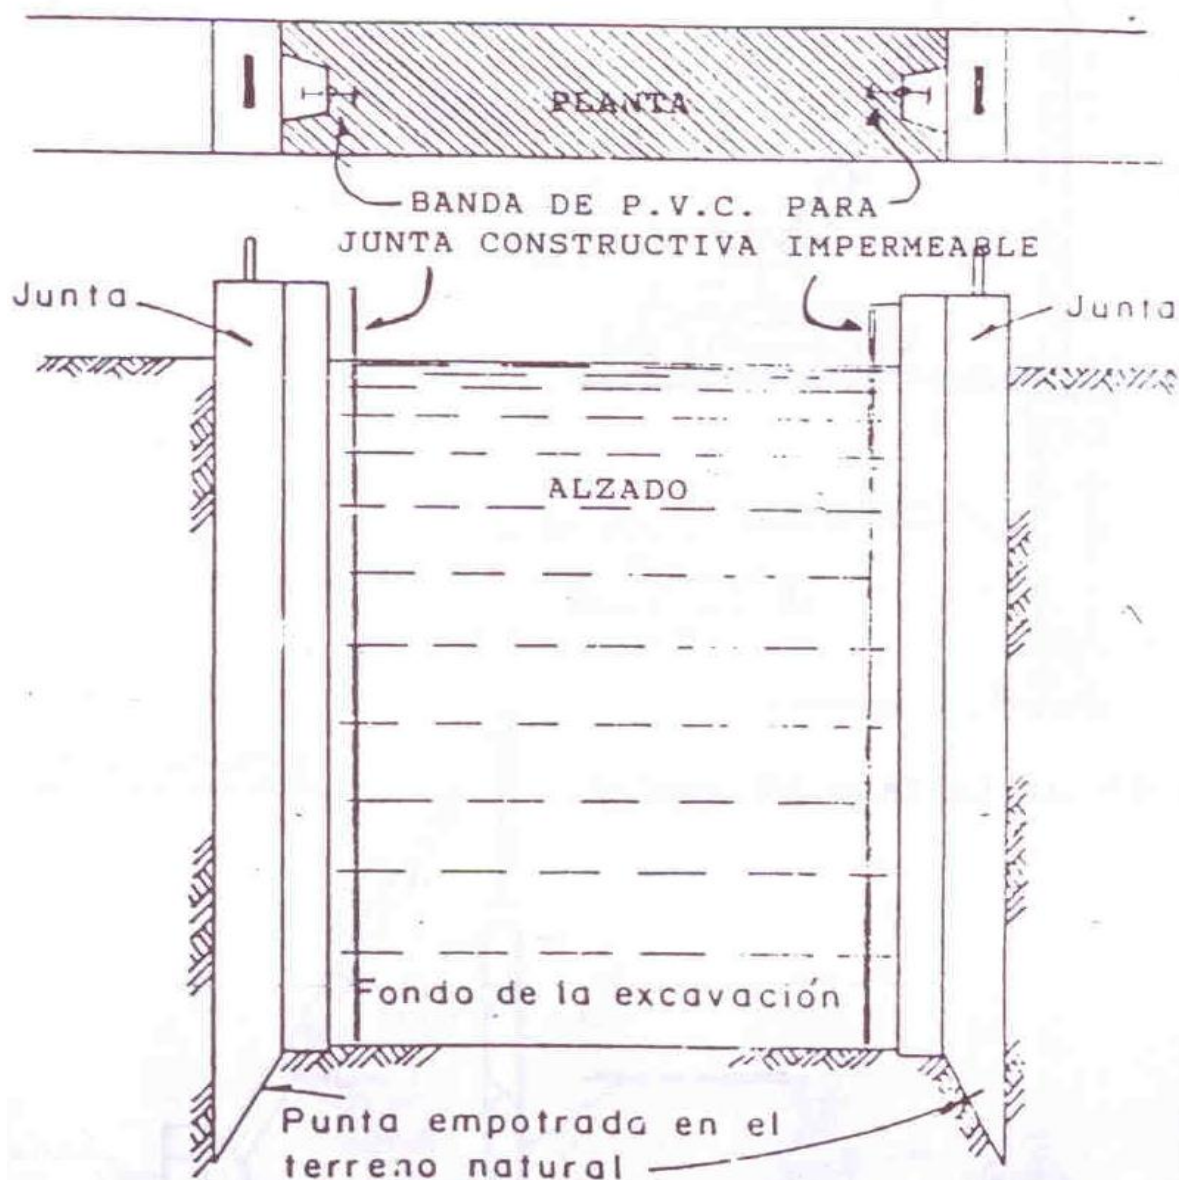 PLANTA
BANDA DE P.V.C. PARA
JUNTA CONSTRUCTIVA IMPERMEABLE
Junta
Junta
ALZADO
Fondo de la excavación
Punta empotrada en el
terreno natural